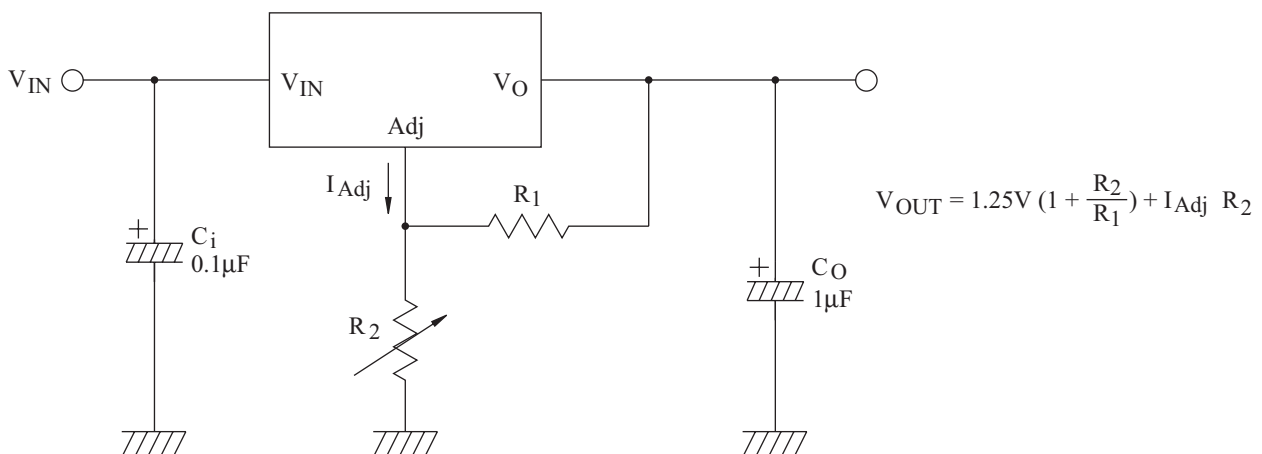 V_IN
V_IN
V_O
Adj
I_Adj
R_1
V_OUT = 1.25V (1 + R_2/R_1) + I_Adj R_2
+
C_i
0.1μF
R_2
+
C_O
1μF